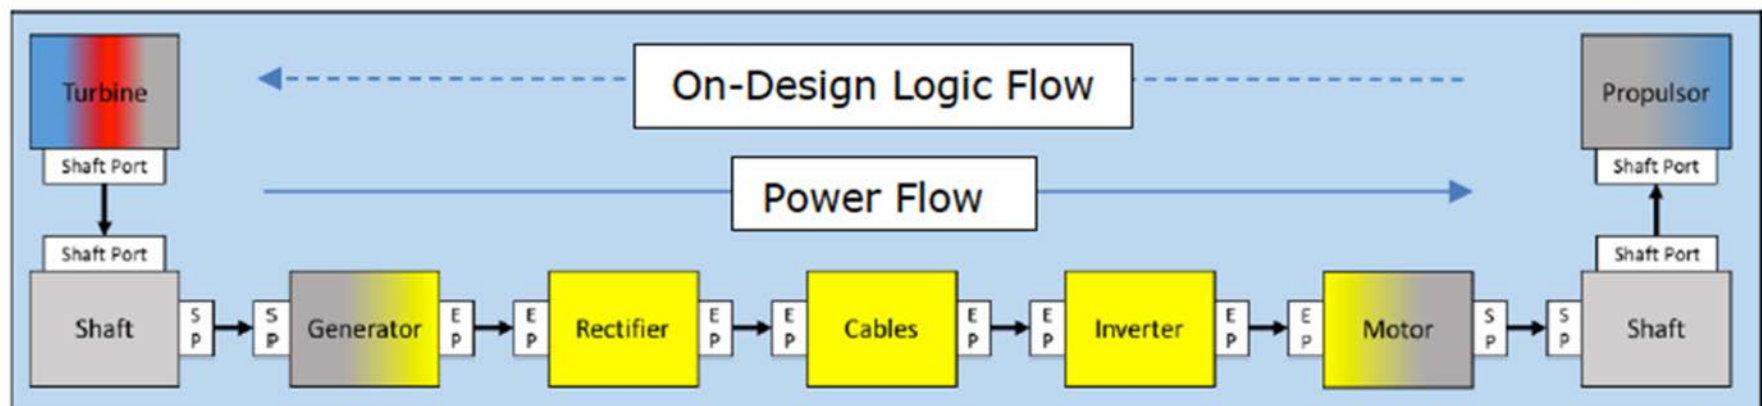 Turbine
On-Design Logic Flow
Propulsor
Shaft Port
Shaft Port
Power Flow
Shaft Port
Shaft Port
Shaft
S
P
S
P
Generator
E
P
E
P
Rectifier
E
P
E
P
Cables
E
P
E
P
Inverter
E
P
E
P
Motor
S
P
S
P
Shaft